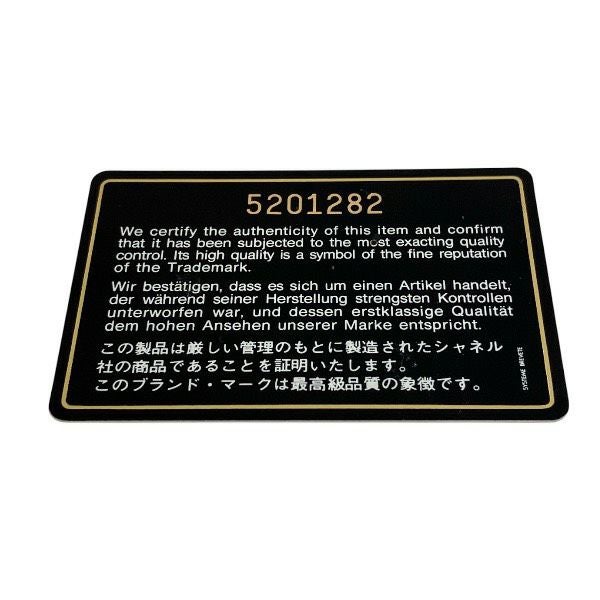 5201282
We certify the authenticity of this item and confirm
that it has been subjected to the most exacting quality
control. Its high quality is a symbol of the fine reputation
of the Trademark.
Wir bestätigen, dass es sich um einen Artikel handelt,
der während seiner Herstellung strengsten Kontrollen
unterworfen war, und dessen erstklassige Qualität
dem hohen Ansehen unserer Marke entspricht.
この製品は厳しい管理のもとに製造されたシャネル
社の商品であることを証明いたします。
このブランド・マークは最高級品質の象徴です。
SYSTEME BREVETE